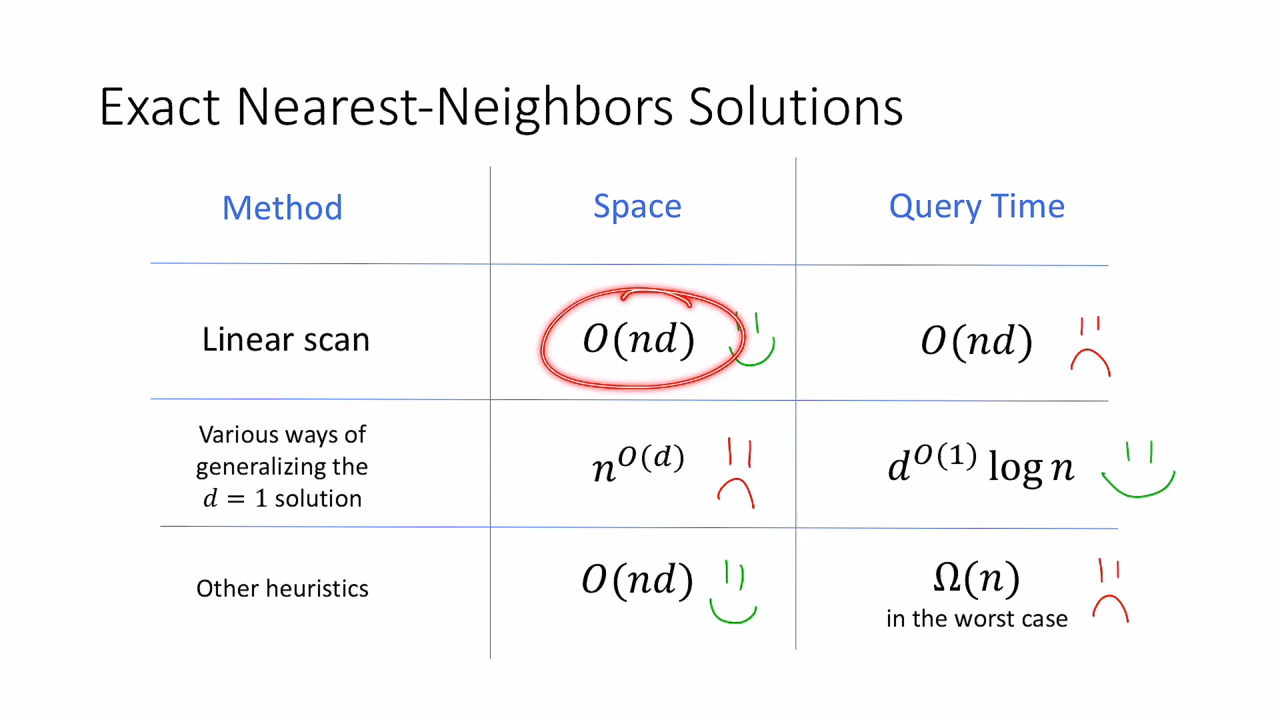 Exact Nearest-Neighbors Solutions
Method Space Query Time
Linear scan O(nd) O(nd)
Various ways of
generalizing the
d = 1 solution
n^{O(d)} d^{O(1)} log n
Other heuristics O(nd) Ω(n)
in the worst case